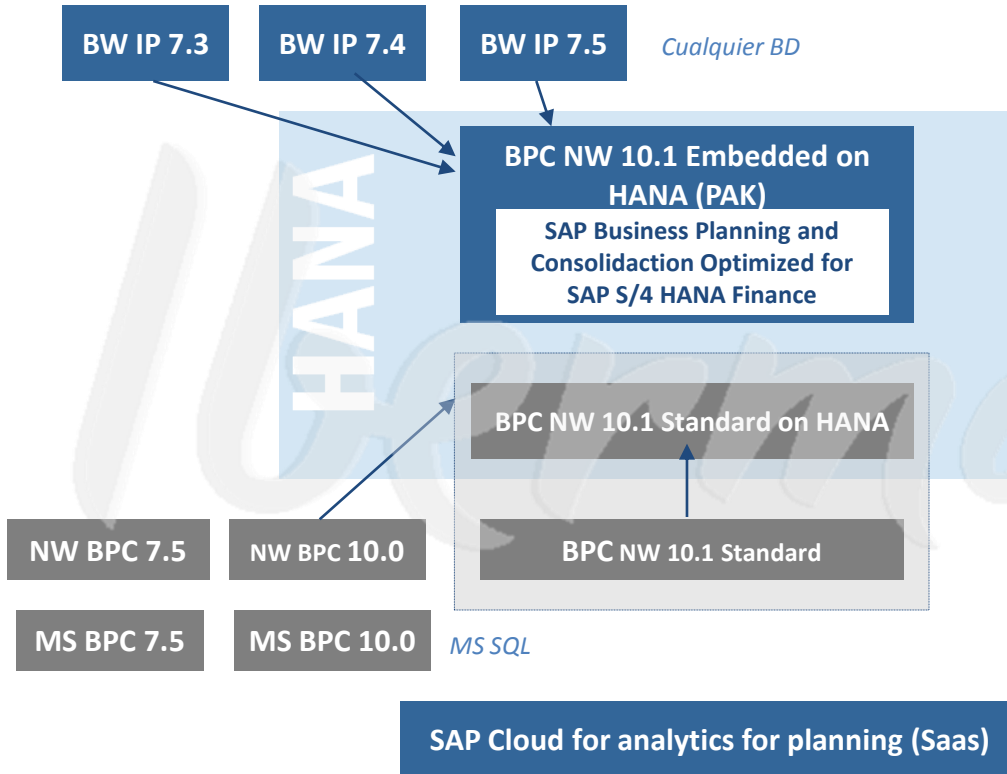 BW IP 7.3
BW IP 7.4
BW IP 7.5
Cualquier BD
HANA
BPC NW 10.1 Embedded on
HANA (PAK)
SAP Business Planning and
Consolidaction Optimized for
SAP S/4 HANA Finance
BPC NW 10.1 Standard on HANA
NW BPC 7.5
NW BPC 10.0
BPC NW 10.1 Standard
MS BPC 7.5
MS BPC 10.0
MS SQL
SAP Cloud for analytics for planning (Saas)